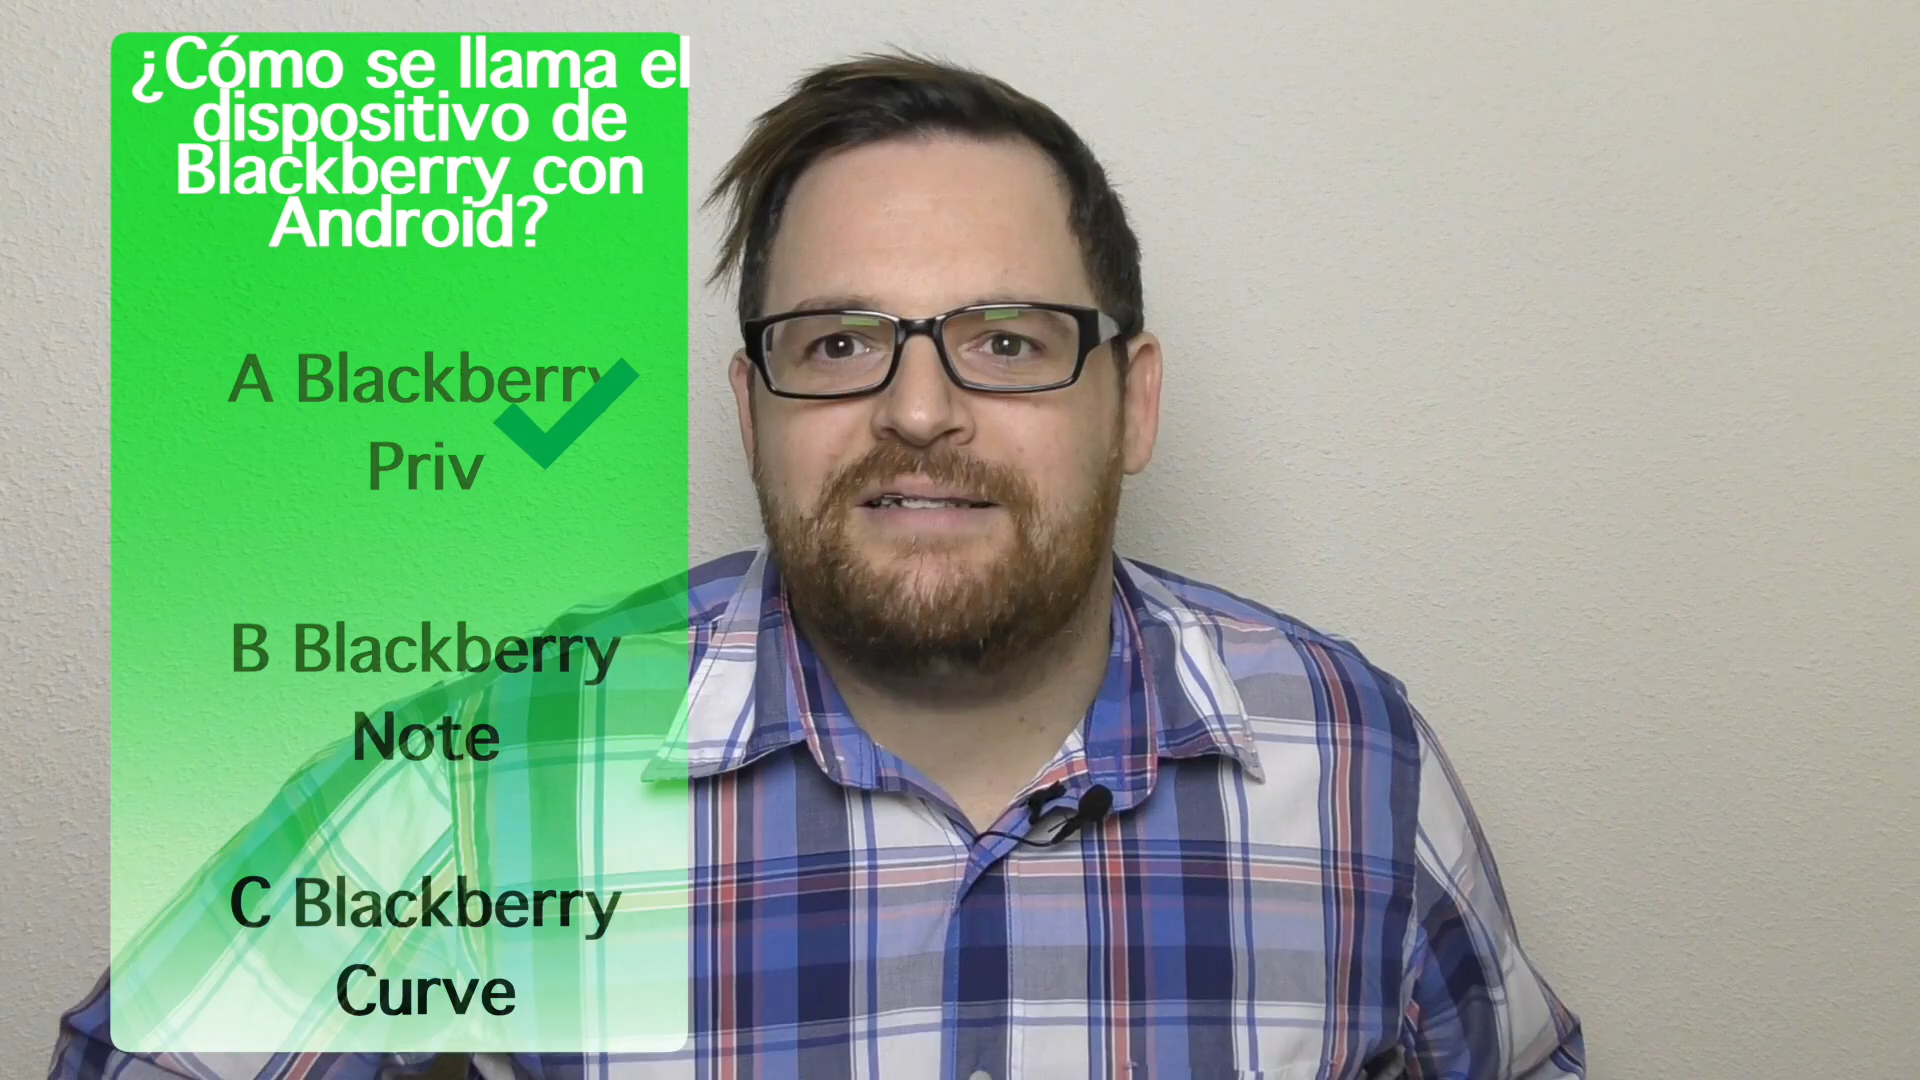 ¿Cómo se llama el
dispositivo de
Blackberry con
Android?
A Blackberry
Priv
B Blackberry
Note
C Blackberry
Curve